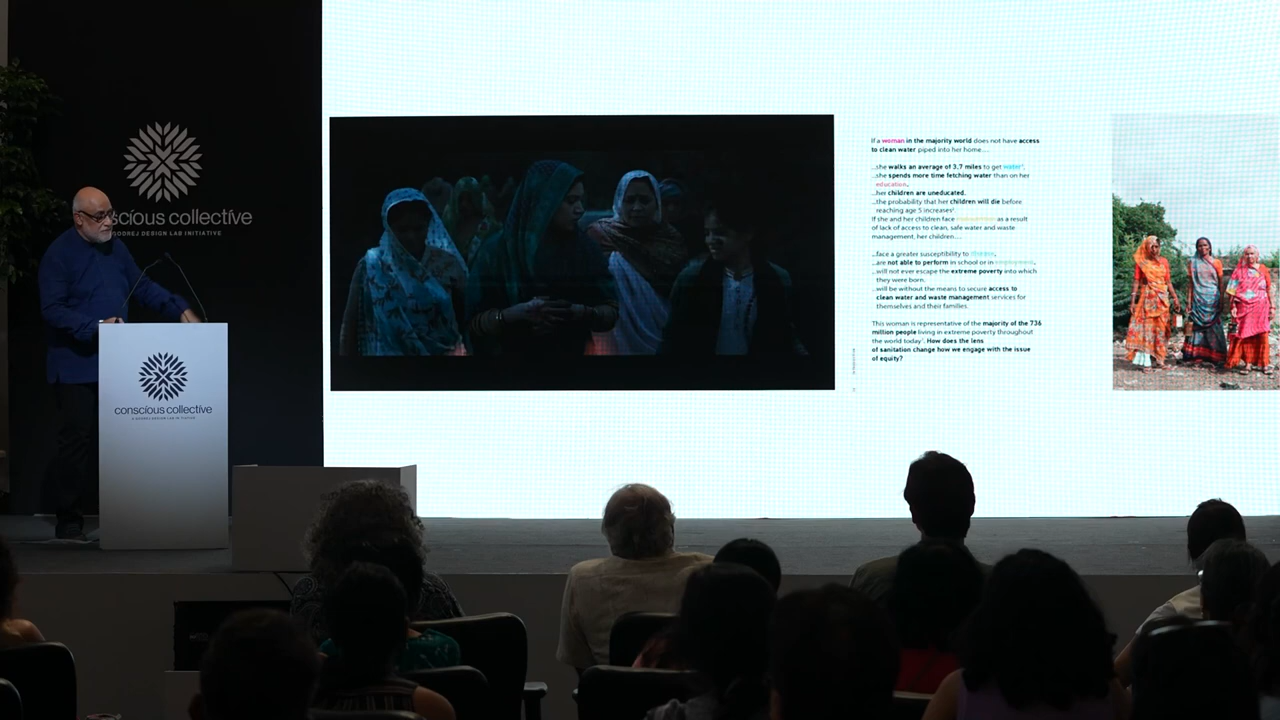 conscious collective
A GODREJ DESIGN LAB INITIATIVE
conscious collective
A GODREJ DESIGN LAB INITIATIVE
If a woman in the majority world does not have access
to clean water piped into her home....
...she walks an average of 3.7 miles to get water
...she spends more time fetching water than on her
education,
...her children are uneducated.
...the probability that her children will die before
reaching age 5 increases
If she and her children face as a result
of lack of access to clean, safe water and waste
management, her children....
...face a greater susceptibility to disease,
...are not able to perform in school or in employment,
...will not ever escape the extreme poverty into which
they were born.
...will be without the means to secure access to
clean water and waste management services for
themselves and their families.
This woman is representative of the majority of the 736
million people living in extreme poverty throughout
the world today. How does the lens
of sanitation change how we engage with the issue
of equity?